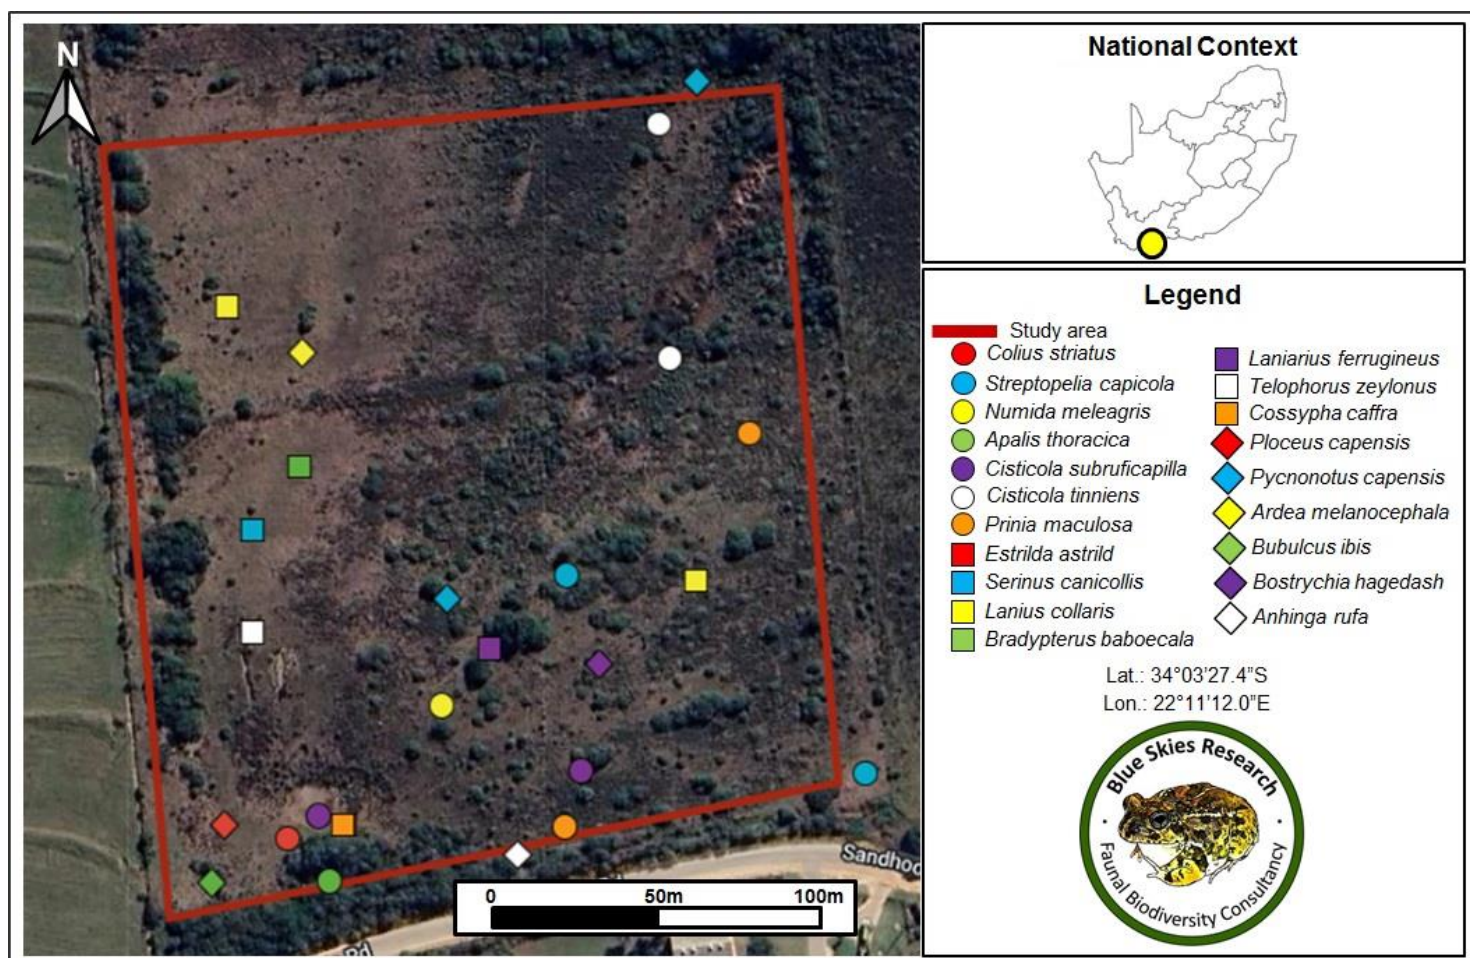 N
Sandhoo
Rd
0 50m 100m
National Context
Legend
Study area
Colius striatus
Streptopelia capicola
Numida meleagris
Apalis thoracica
Cisticola subruficapilla
Cisticola tinniens
Prinia maculosa
Estrilda astrild
Serinus canicollis
Lanius collaris
Bradypterus baboecala
Laniarius ferrugineus
Telophorus zeylonus
Cossypha caffra
Ploceus capensis
Pycnonotus capensis
Ardea melanocephala
Bubulcus ibis
Bostrychia hagedash
Anhinga rufa
Lat.: 34°03'27.4”S
Lon.: 22°11’12.0”E
Blue Skies Research
Faunal Biodiversity Consultancy